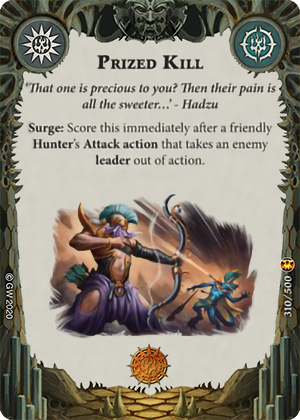 PRIZED KILL
‘That one is precious to you? Then their pain is
all the sweeter…’ - Hadzu
Surge: Score this immediately after a friendly
Hunter's Attack action that takes an enemy
leader out of action.
© GW 2020
310/500